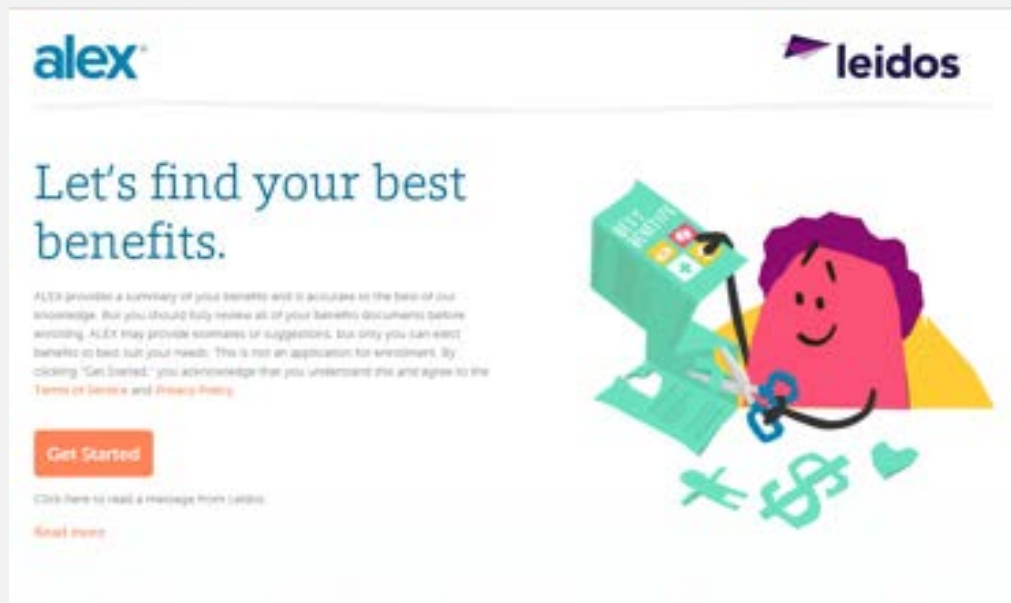 alex®
leidos
Let's find your best
benefits.
BEST
BENEFITS
ALEX provides a summary of your benefits and is accurate to the best of our
knowledge. But you should fully review all of your benefits documents before
enrolling. ALEX may provide estimates or suggestions, but only you can elect
benefits to best suit your needs. This is not an application for enrollment. By
clicking "Get Started," you acknowledge that you understand this and agree to the
Terms of Service and Privacy Policy.
Get Started
Click here to read a message from Leidos
Read more